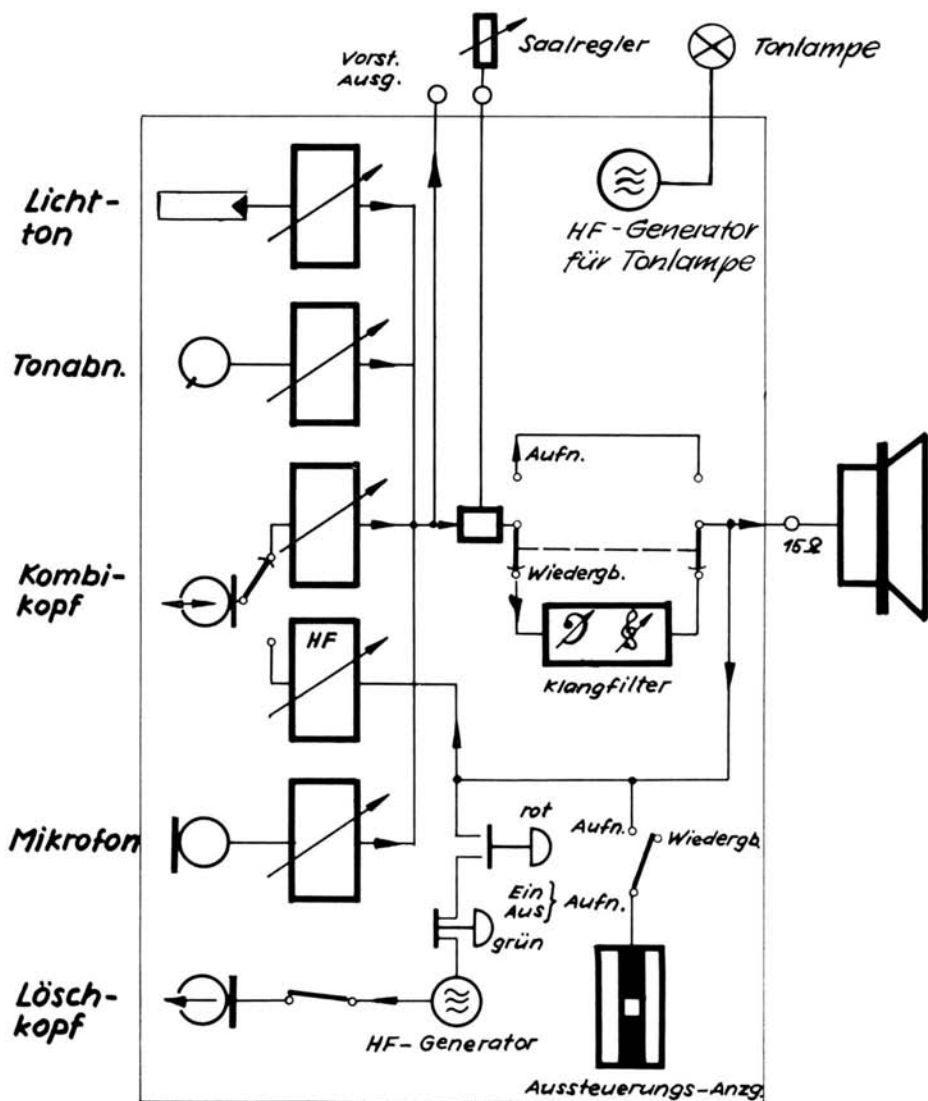 Saalregler
Tonlampe
Vorst.
Ausg.
Licht-
ton
HF-Generator
für Tonlampe
Tonabn.
Aufn.
15Ω
Kombi-
kopf
Wiedergb.
HF
Klangfilter
rot
Mikrofon
Aufn.
Wiedergb.
Ein
Aus } Aufn.
grün
Lösch-
kopf
HF-Generator
Aussteuerungs-Anzg.